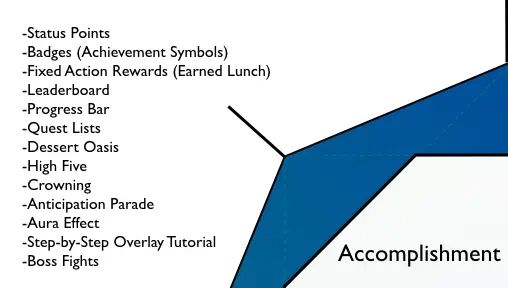 -Status Points
-Badges (Achievement Symbols)
-Fixed Action Rewards (Earned Lunch)
-Leaderboard
-Progress Bar
-Quest Lists
-Dessert Oasis
-High Five
-Crowning
-Anticipation Parade
-Aura Effect
-Step-by-Step Overlay Tutorial
-Boss Fights
Accomplishment